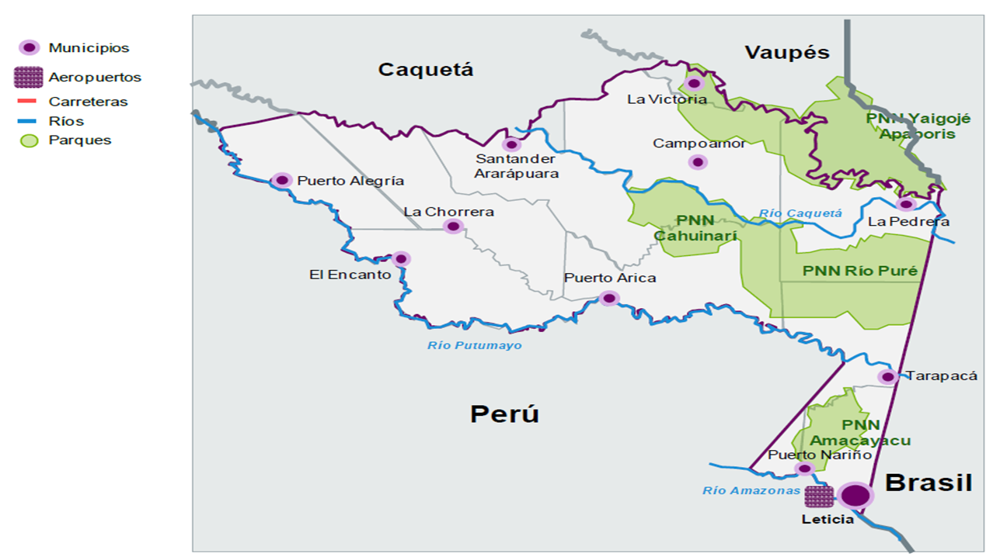 Municipios
Aeropuertos
Carreteras
Ríos
Parques
Caquetá
Vaupés
La Victoria
PNN Yaigojé
Apaporis
Campoamor
Santander
Ararápuara
Puerto Alegría
La Chorrera
Río Caquetá
La Pedrera
PNN
Cahuinarí
El Encanto
Puerto Arica
PNN Río Puré
Río Putumayo
Tarapacá
Perú
PNN
Amacayacu
Puerto Nariño
Río Amazonas
Brasil
Leticia